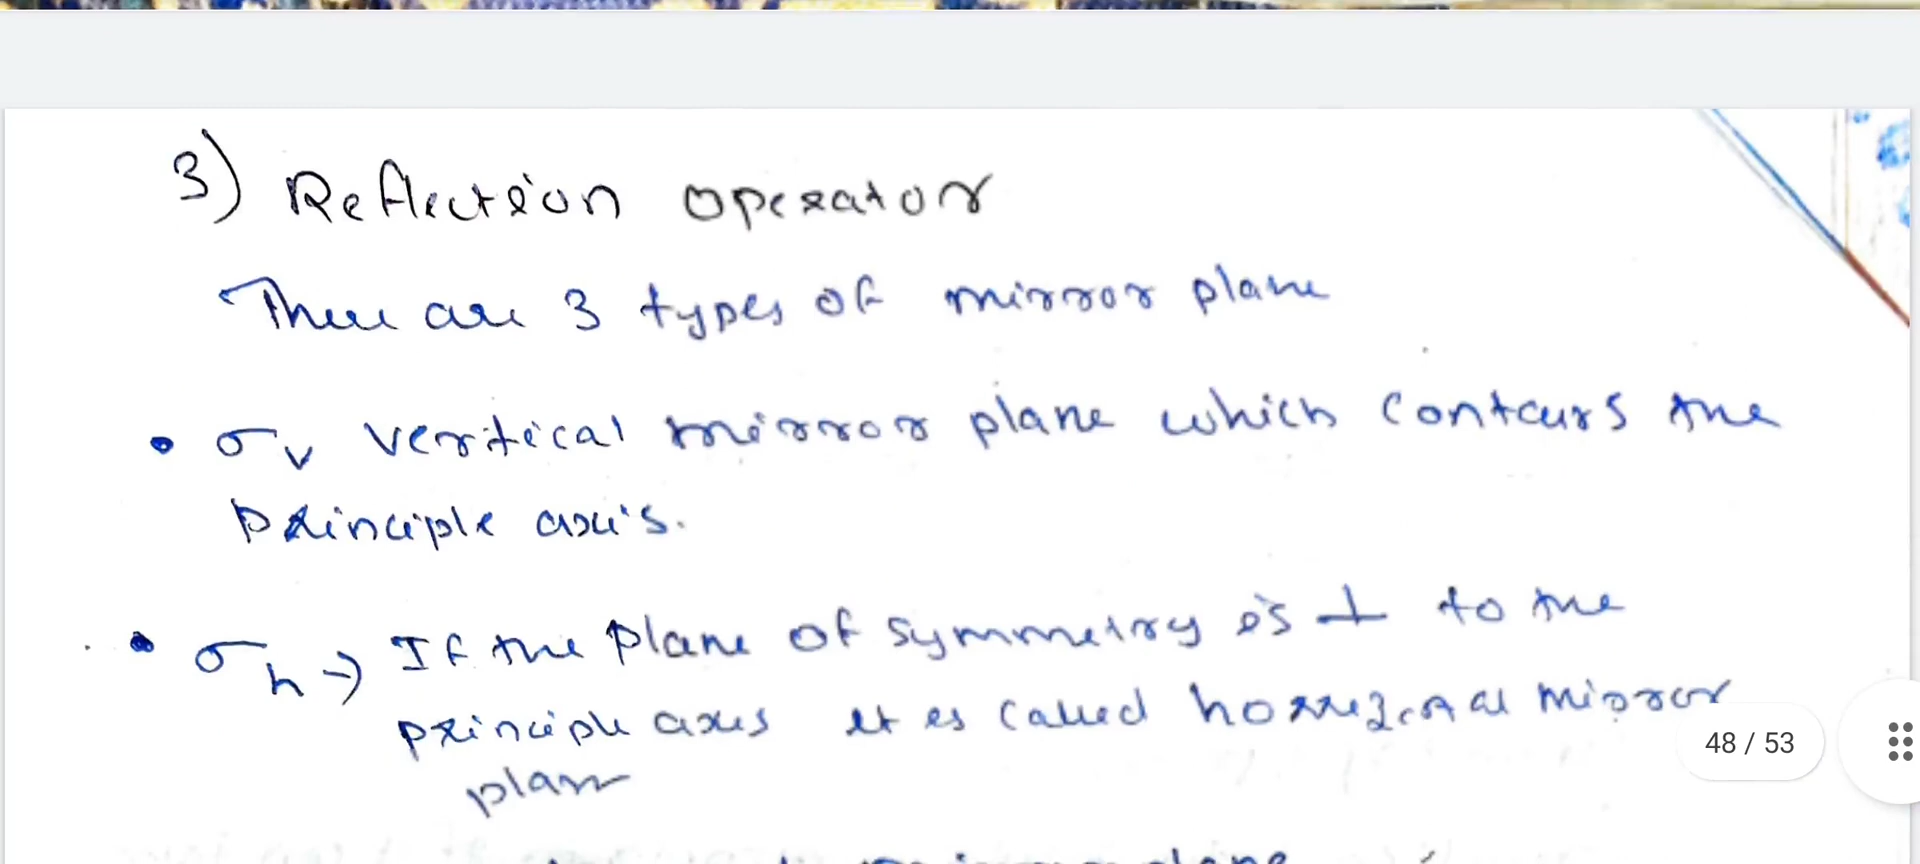 3) Reflection operator
There are 3 types of mirror plane
• σv vertical mirror plane which contains the
principle axis.
• σh → If the plane of symmetry is ⊥ to the
principle axis it is called horizontal mirror
plane
48 / 53
plane